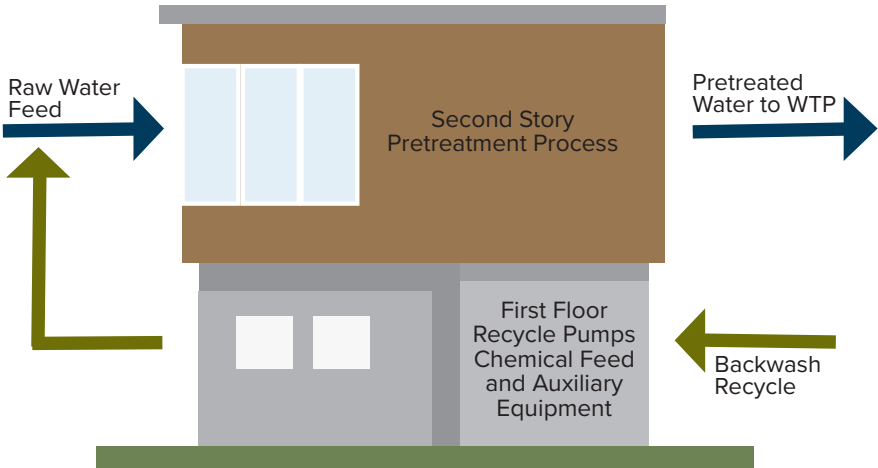 Raw Water
Feed
Second Story
Pretreatment Process
Pretreated
Water to WTP
First Floor
Recycle Pumps
Chemical Feed
and Auxiliary
Equipment
Backwash
Recycle